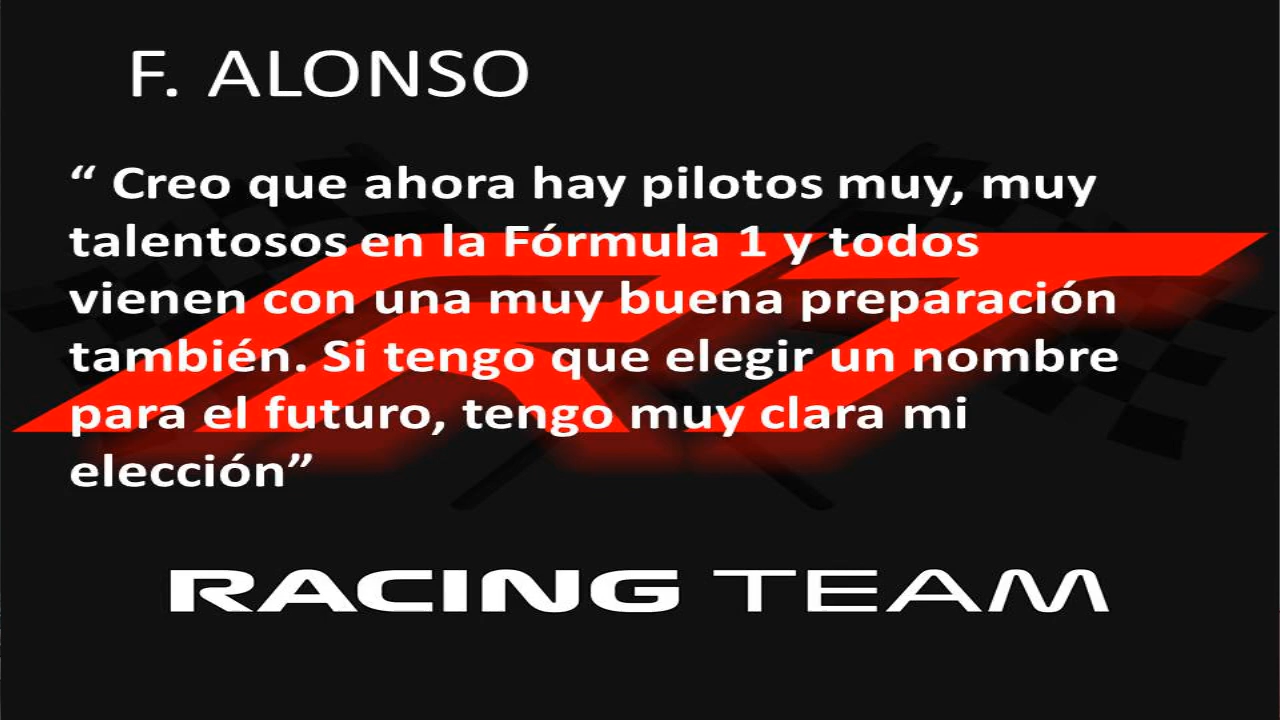 F. ALONSO
“ Creo que ahora hay pilotos muy, muy
talentosos en la Fórmula 1 y todos
vienen con una muy buena preparación
también. Si tengo que elegir un nombre
para el futuro, tengo muy clara mi
elección”
RT
RACING TEAM